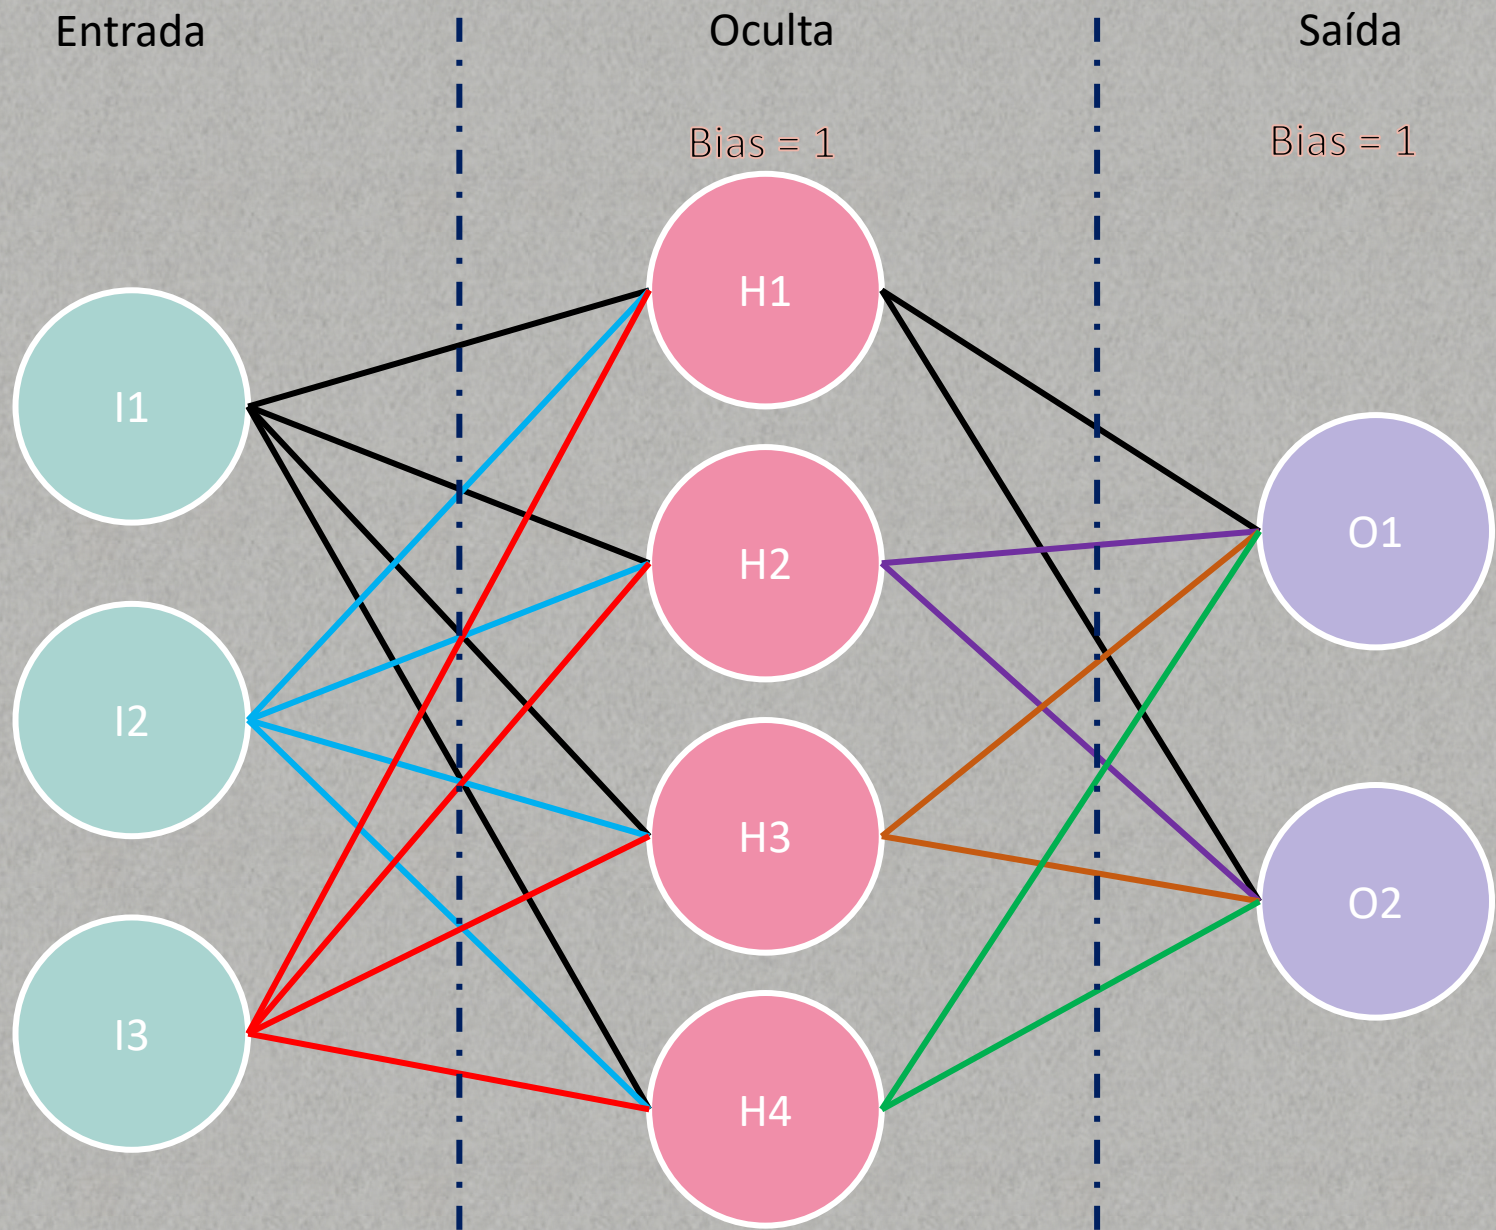 Entrada
Oculta
Saída
Bias = 1
Bias = 1
I1
I2
I3
H1
H2
H3
H4
O1
O2